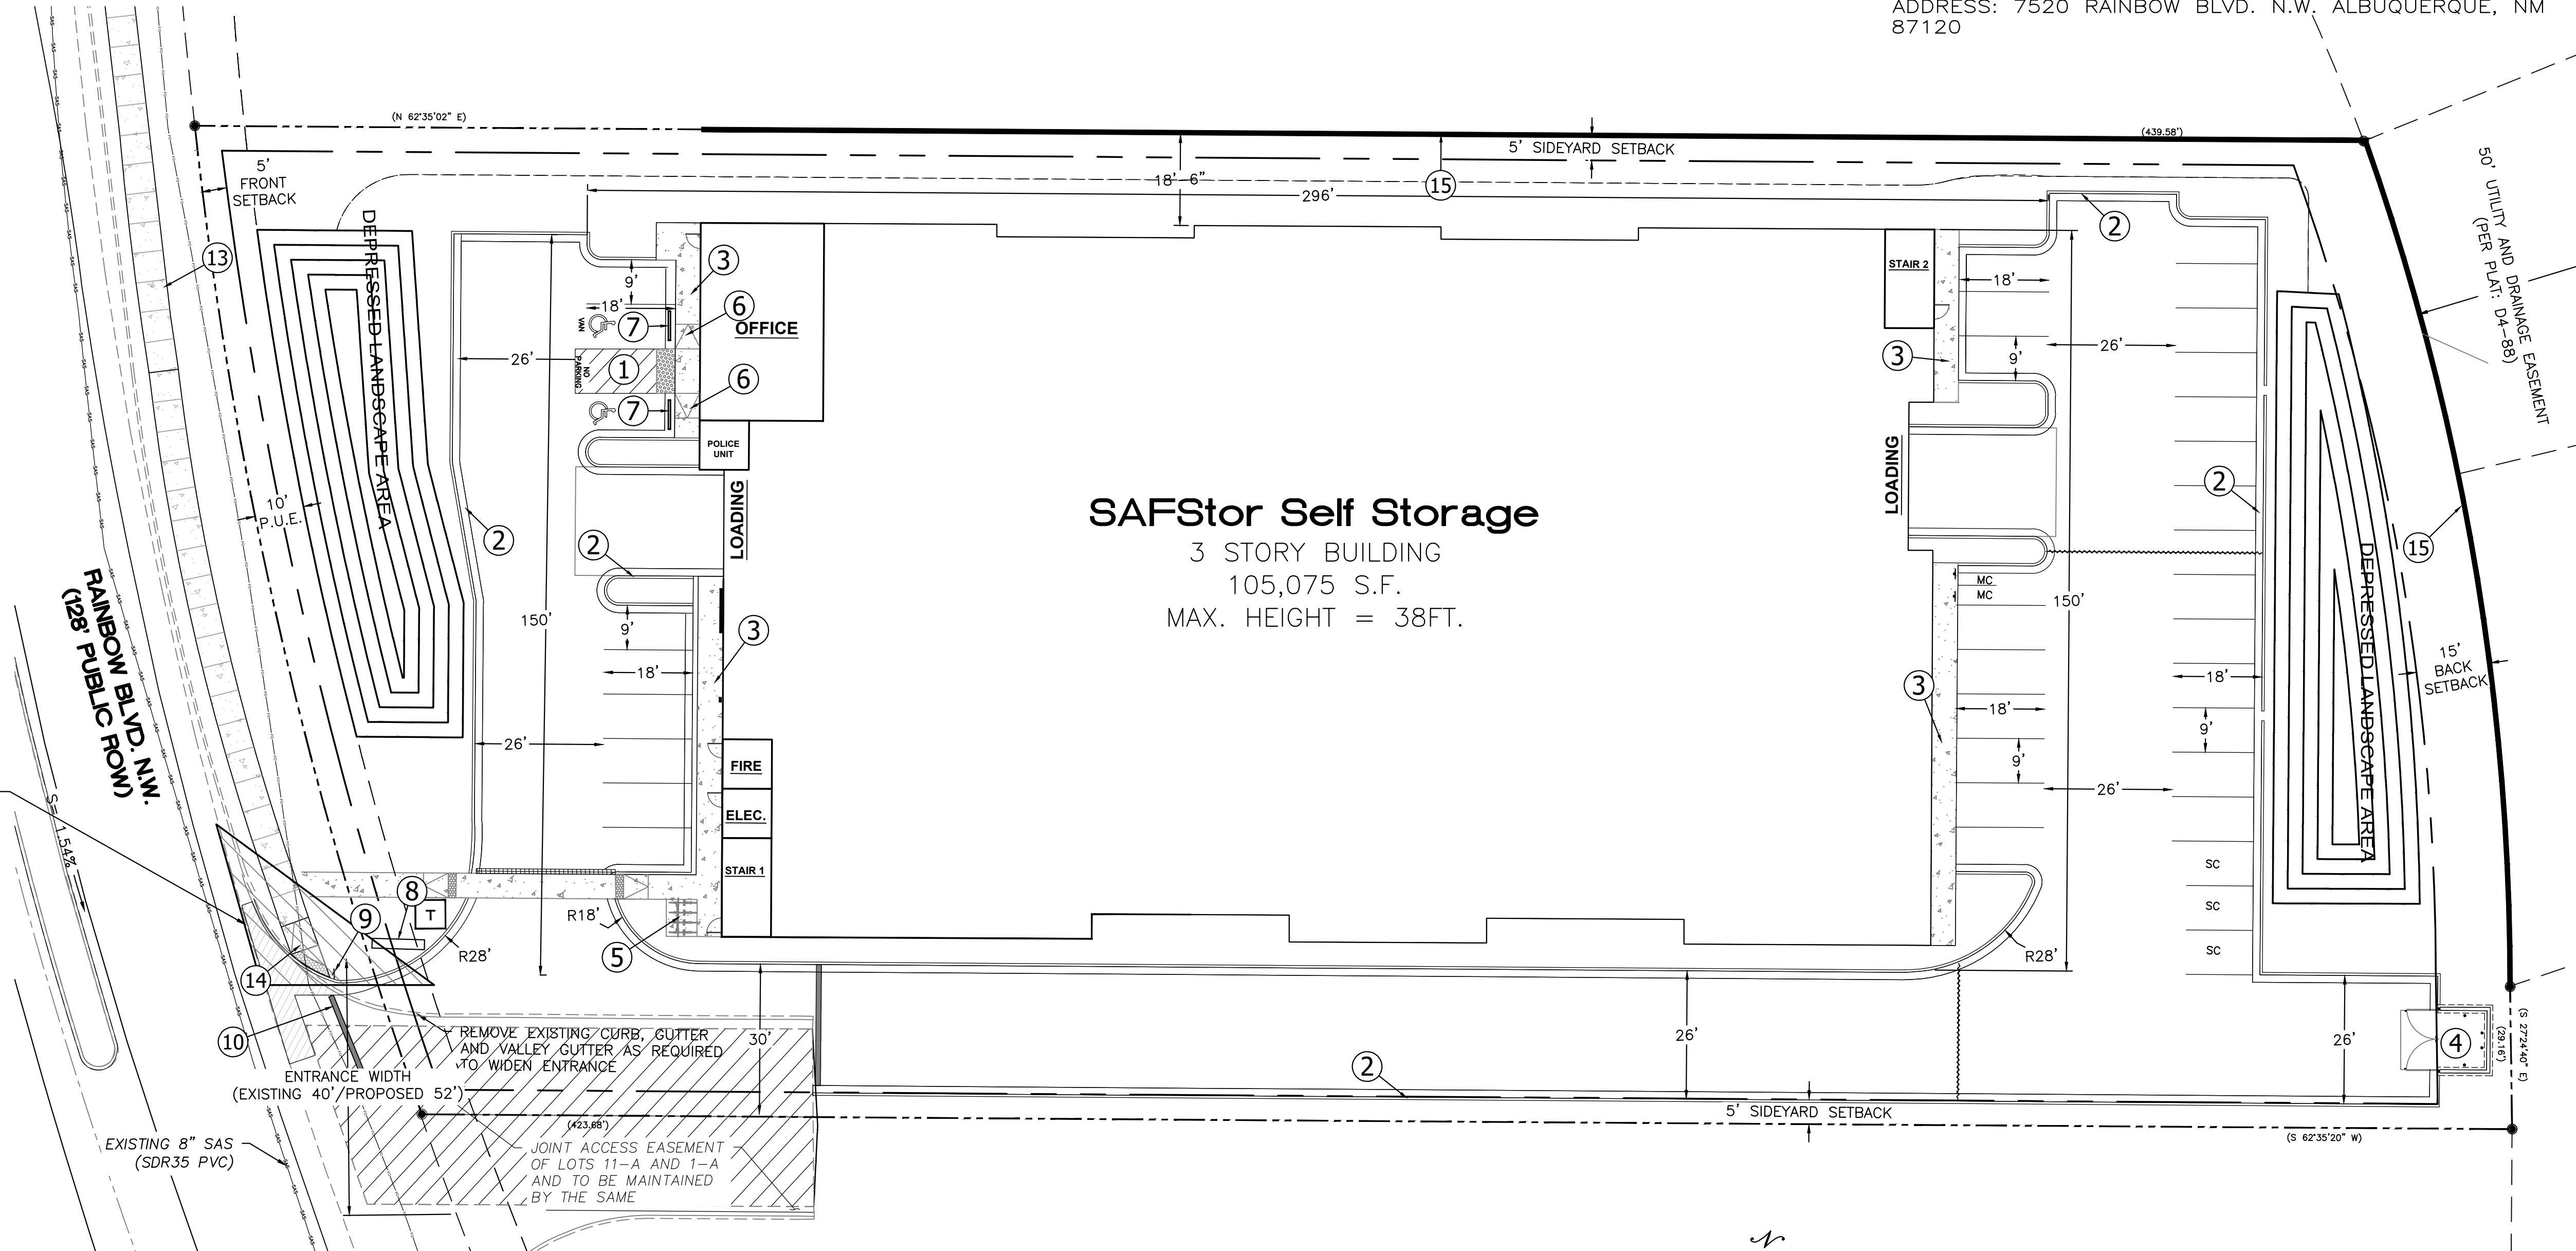 ADDRESS: 7520 RAINBOW BLVD. N.W. ALBUQUERQUE, NM
87120
(N 62°35'02" E)
(439.58')
5' SIDEYARD SETBACK
5'
FRONT
SETBACK
18'-6"
15
296'
50' UTILITY AND DRAINAGE EASEMENT
(PER PLAT: D4-88)
13
DEPRESSED LANDSCAPE AREA
9'
18'
VAN
7
3
6
OFFICE
26'
NO
PARKING
1
6
7
POLICE
UNIT
STAIR 2
3
18'
9'
26'
2
2
10'
P.U.E.
2
2
LOADING
LOADING
SAFStor Self Storage
3 STORY BUILDING
105,075 S.F.
MAX. HEIGHT = 38FT.
MC
MC
150'
150'
15
RAINBOW BLVD. N.W.
(128' PUBLIC ROW)
9'
18'
3
3
18'
9'
18'
9'
DEPRESSED LANDSCAPE AREA
15'
BACK
SETBACK
26'
26'
FIRE
ELEC.
STAIR 1
S= 1.54%
8
T
9
R28'
R18'
5
14
10
SC
SC
SC
R28'
REMOVE EXISTING CURB, GUTTER
AND VALLEY GUTTER AS REQUIRED
TO WIDEN ENTRANCE
30'
26'
26'
4
(S 27°24'40" E)
(29.16')
ENTRANCE WIDTH
(EXISTING 40'/PROPOSED 52')
2
5' SIDEYARD SETBACK
(423.68')
(S 62°35'20" W)
EXISTING 8" SAS
(SDR35 PVC)
JOINT ACCESS EASEMENT
OF LOTS 11-A AND 1-A
AND TO BE MAINTAINED
BY THE SAME
SAS
N